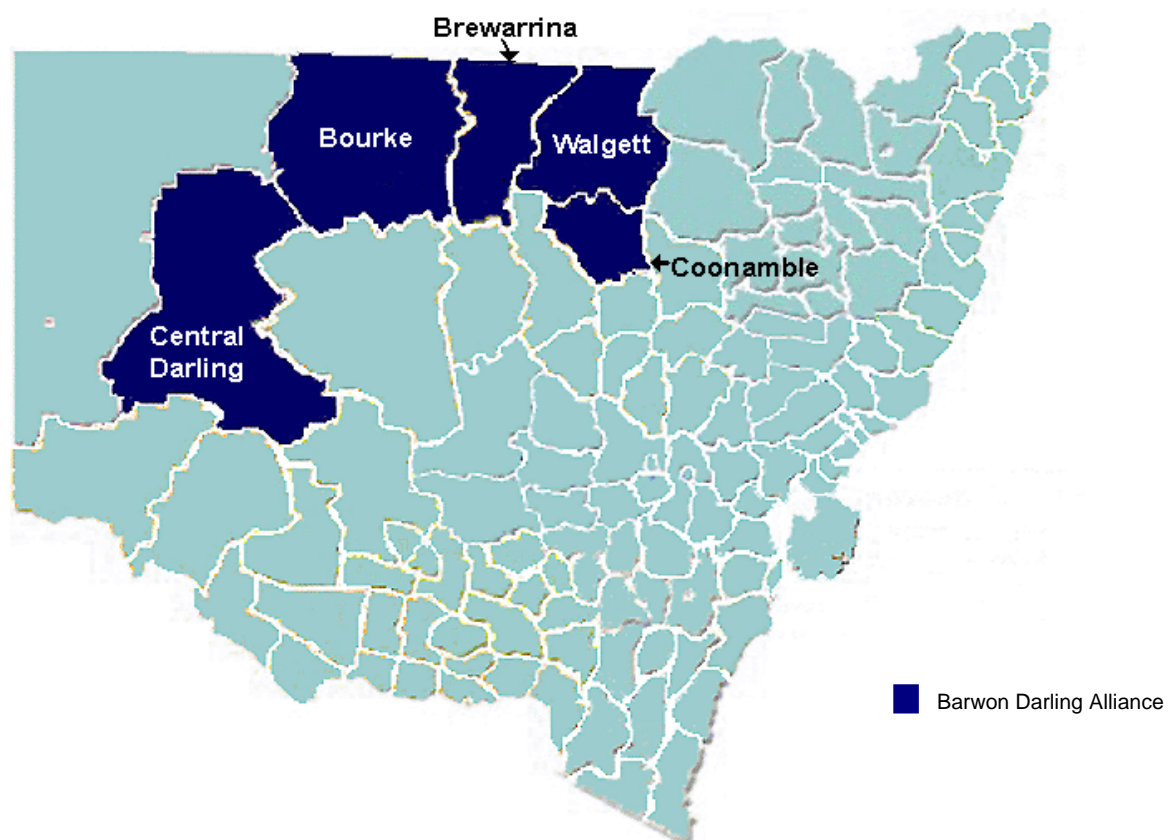 Brewarrina
Bourke
Walgett
Coonamble
Central
Darling
Barwon Darling Alliance